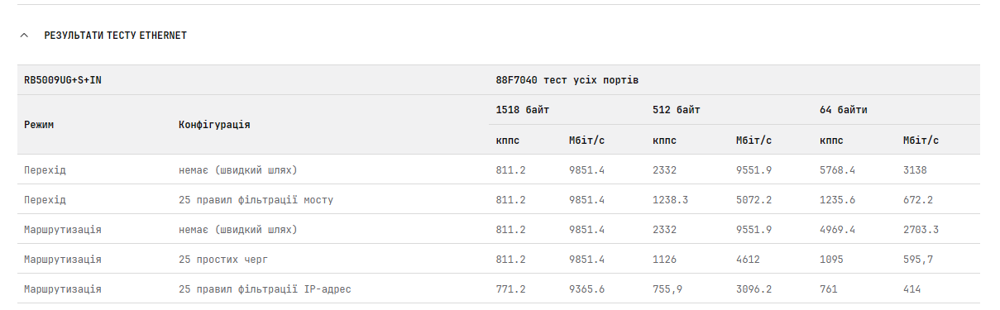 РЕЗУЛЬТАТИ ТЕСТУ ETHERNET
RB5009UG+S+IN 88F7040 тест усіх портів
Режим Конфігурація 1518 байт 512 байт 64 байти
кппс Мбіт/с кппс Мбіт/с кппс Мбіт/с
Перехід немає (швидкий шлях) 811.2 9851.4 2332 9551.9 5768.4 3138
Перехід 25 правил фільтрації мосту 811.2 9851.4 1238.3 5072.2 1235.6 672.2
Маршрутизація немає (швидкий шлях) 811.2 9851.4 2332 9551.9 4969.4 2703.3
Маршрутизація 25 простих черг 811.2 9851.4 1126 4612 1095 595,7
Маршрутизація 25 правил фільтрації IP-адрес 771.2 9365.6 755,9 3096.2 761 414